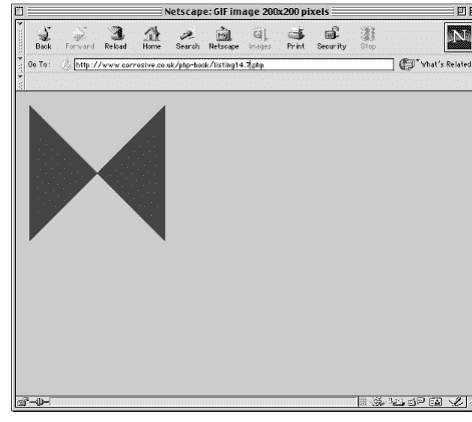 Netscape: GIF image 200x200 pixels
Back Forward Reload Home Search Netscape Images Print Security Stop
N
Go To: http://www.corrosive.co.uk/php-book/listing14.7.php What's Related